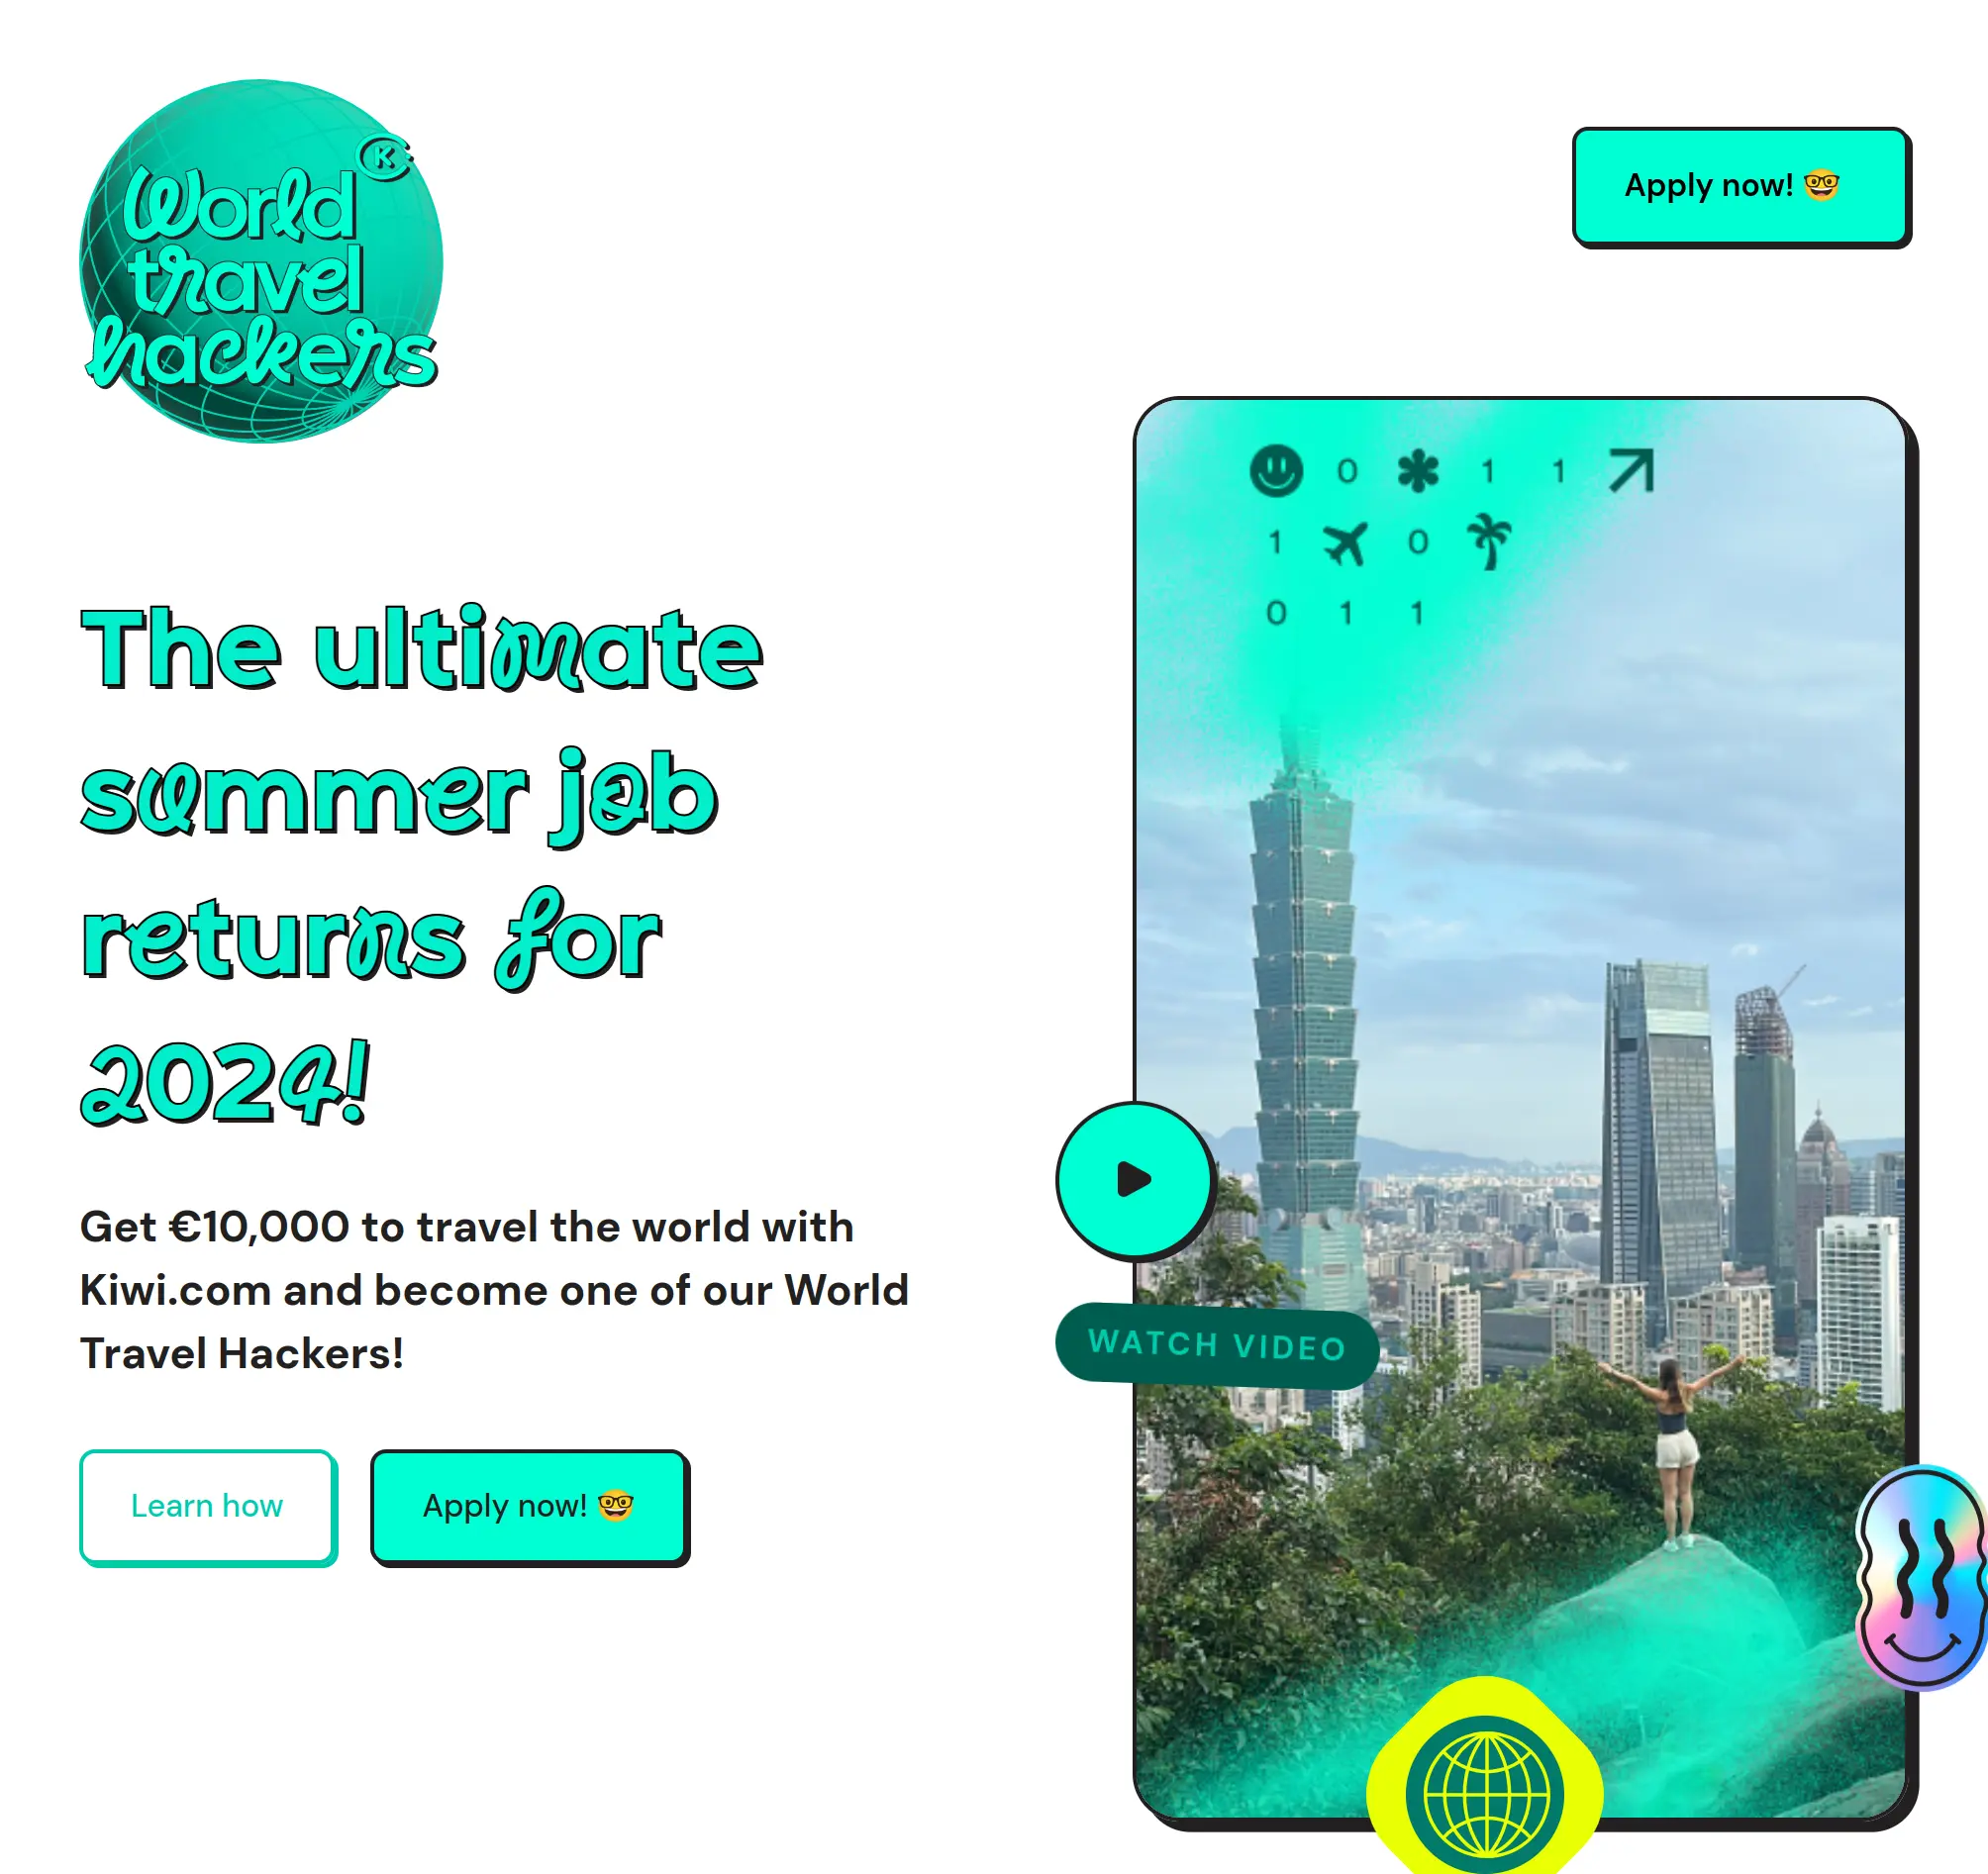 World
travel
hackers
K
Apply now! 🤓
The ultimate
summer job
returns for
2024!
Get €10,000 to travel the world with
Kiwi.com and become one of our World
Travel Hackers!
Learn how
Apply now! 🤓
0 1 1
1 0
0 1 1
WATCH VIDEO